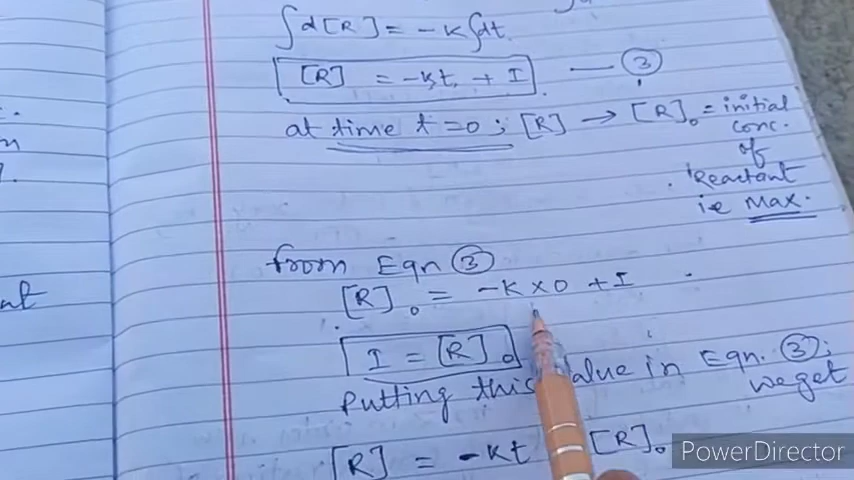 ∫d[R] = -K∫dt
[R] = -kt + I — ③
at time t = 0 ; [R] → [R]₀ = initial
conc.
of
Reactant
ie Max.
from Eqn ③
[R]₀ = -K × 0 + I
I = [R]₀
Putting this value in Eqn. ③;
we get
[R] = -kt [R]₀
PowerDirector